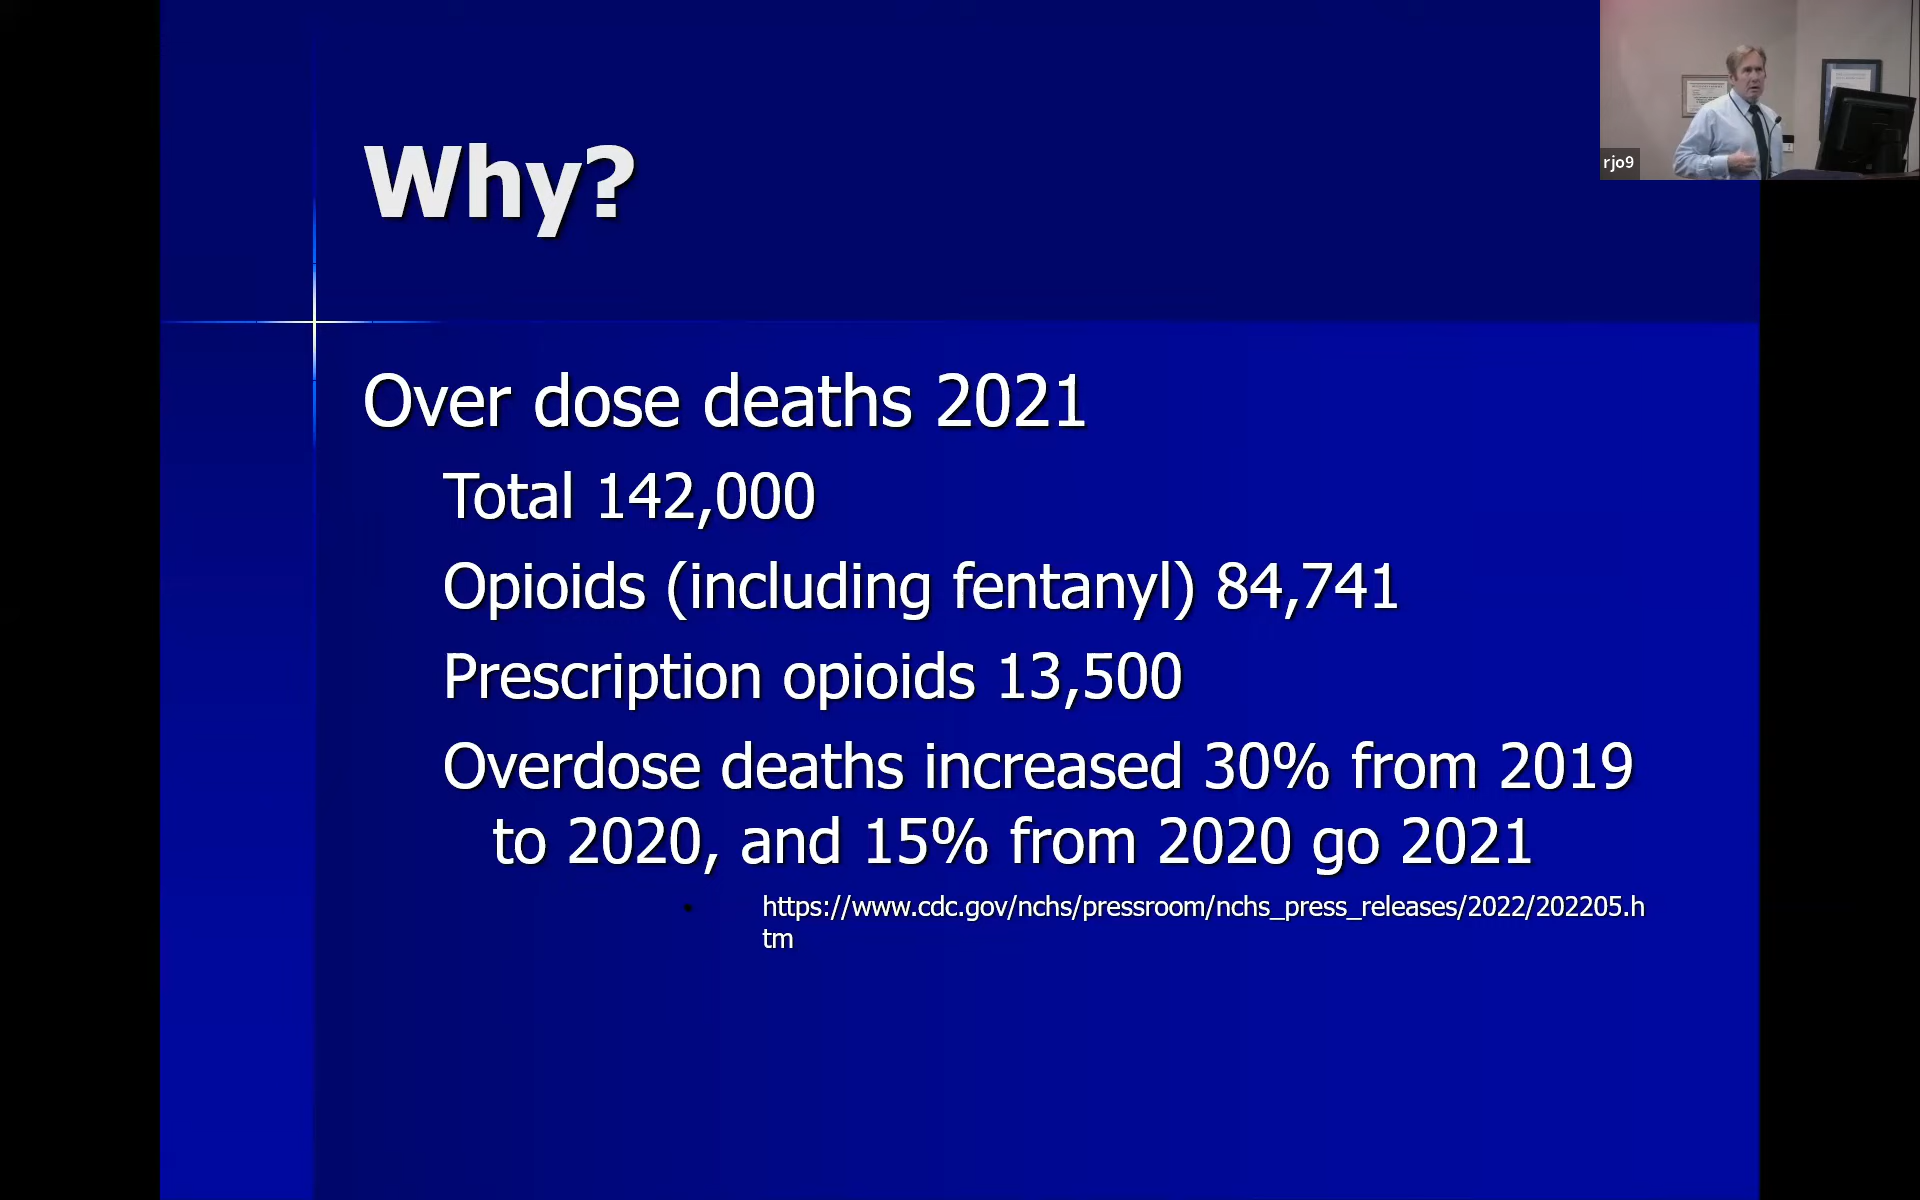 Why?
Over dose deaths 2021
Total 142,000
Opioids (including fentanyl) 84,741
Prescription opioids 13,500
Overdose deaths increased 30% from 2019
to 2020, and 15% from 2020 go 2021
https://www.cdc.gov/nchs/pressroom/nchs_press_releases/2022/202205.h
tm
rjo9